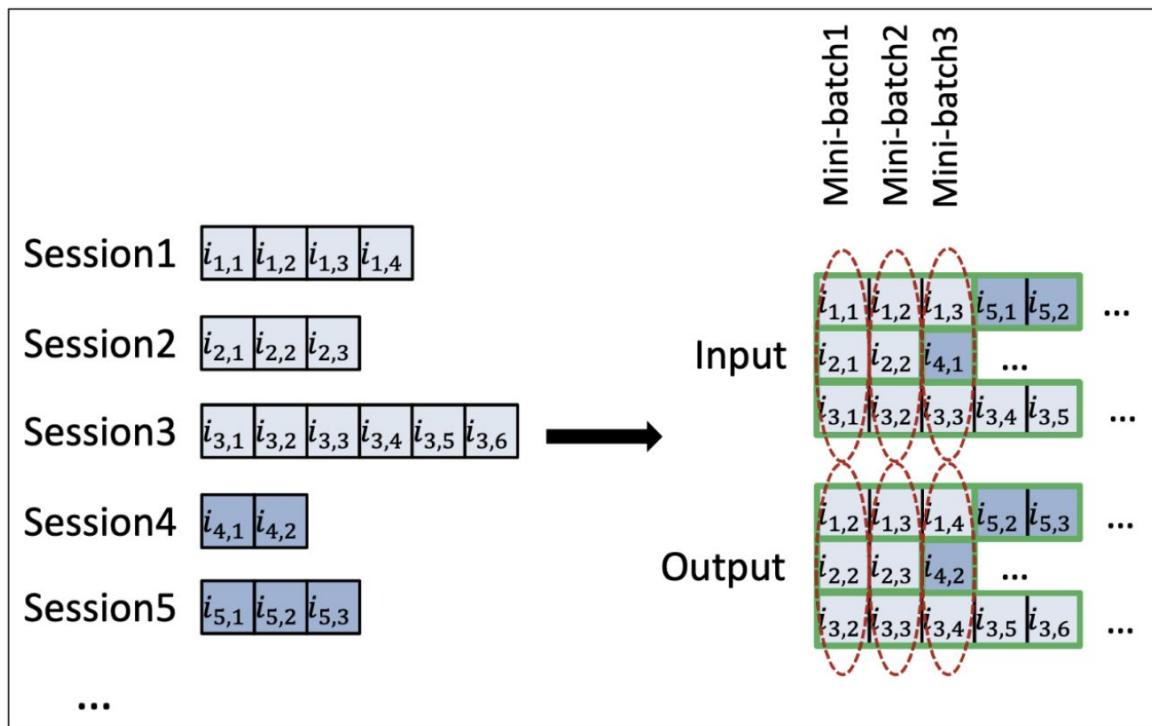 Mini-batch1
Mini-batch2
Mini-batch3
Session1 i1,1 i1,2 i1,3 i1,4
Session2 i2,1 i2,2 i2,3
Session3 i3,1 i3,2 i3,3 i3,4 i3,5 i3,6
Session4 i4,1 i4,2
Session5 i5,1 i5,2 i5,3
...
Input
i1,1 i1,2 i1,3 i5,1 i5,2 ...
i2,1 i2,2 i4,1 ...
i3,1 i3,2 i3,3 i3,4 i3,5 ...
Output
i1,2 i1,3 i1,4 i5,2 i5,3 ...
i2,2 i2,3 i4,2 ...
i3,2 i3,3 i3,4 i3,5 i3,6 ...